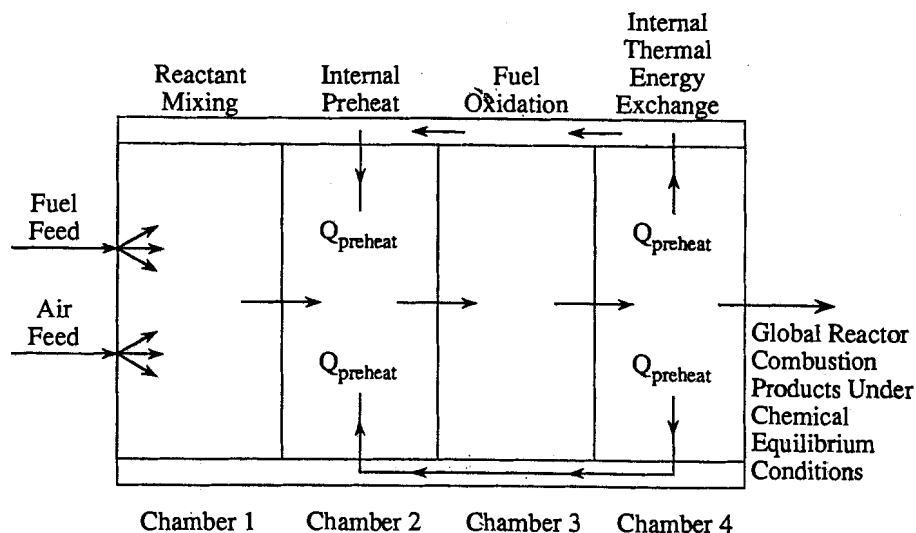 Reactant
Mixing
Internal
Preheat
Fuel
Oxidation
Internal
Thermal
Energy
Exchange
Fuel
Feed
Air
Feed
Qpreheat
Qpreheat
Qpreheat
Qpreheat
Global Reactor
Combustion
Products Under
Chemical
Equilibrium
Conditions
Chamber 1
Chamber 2
Chamber 3
Chamber 4